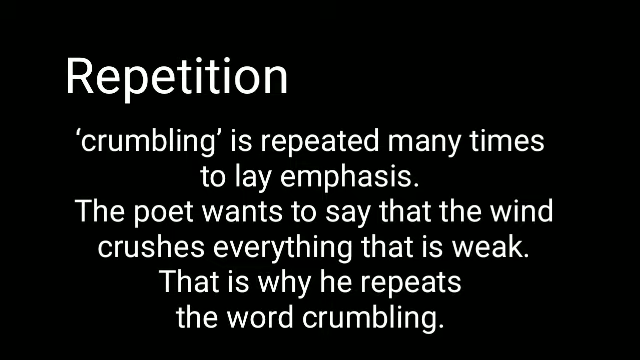 Repetition
‘crumbling’ is repeated many times
to lay emphasis.
The poet wants to say that the wind
crushes everything that is weak.
That is why he repeats
the word crumbling.